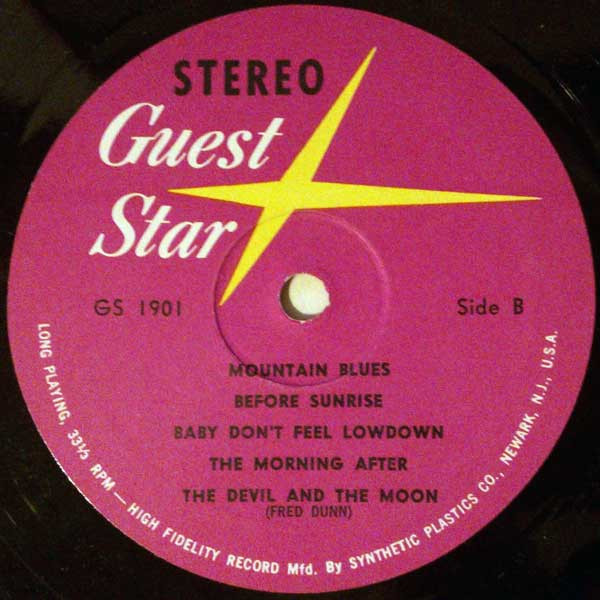 STEREO
Guest
Star
GS 1901
Side B
MOUNTAIN BLUES
BEFORE SUNRISE
BABY DON'T FEEL LOWDOWN
THE MORNING AFTER
THE DEVIL AND THE MOON
(FRED DUNN)
LONG PLAYING, 33⅓ RPM — HIGH FIDELITY RECORD Mfd. By SYNTHETIC PLASTICS CO., NEWARK, N.J., U.S.A.